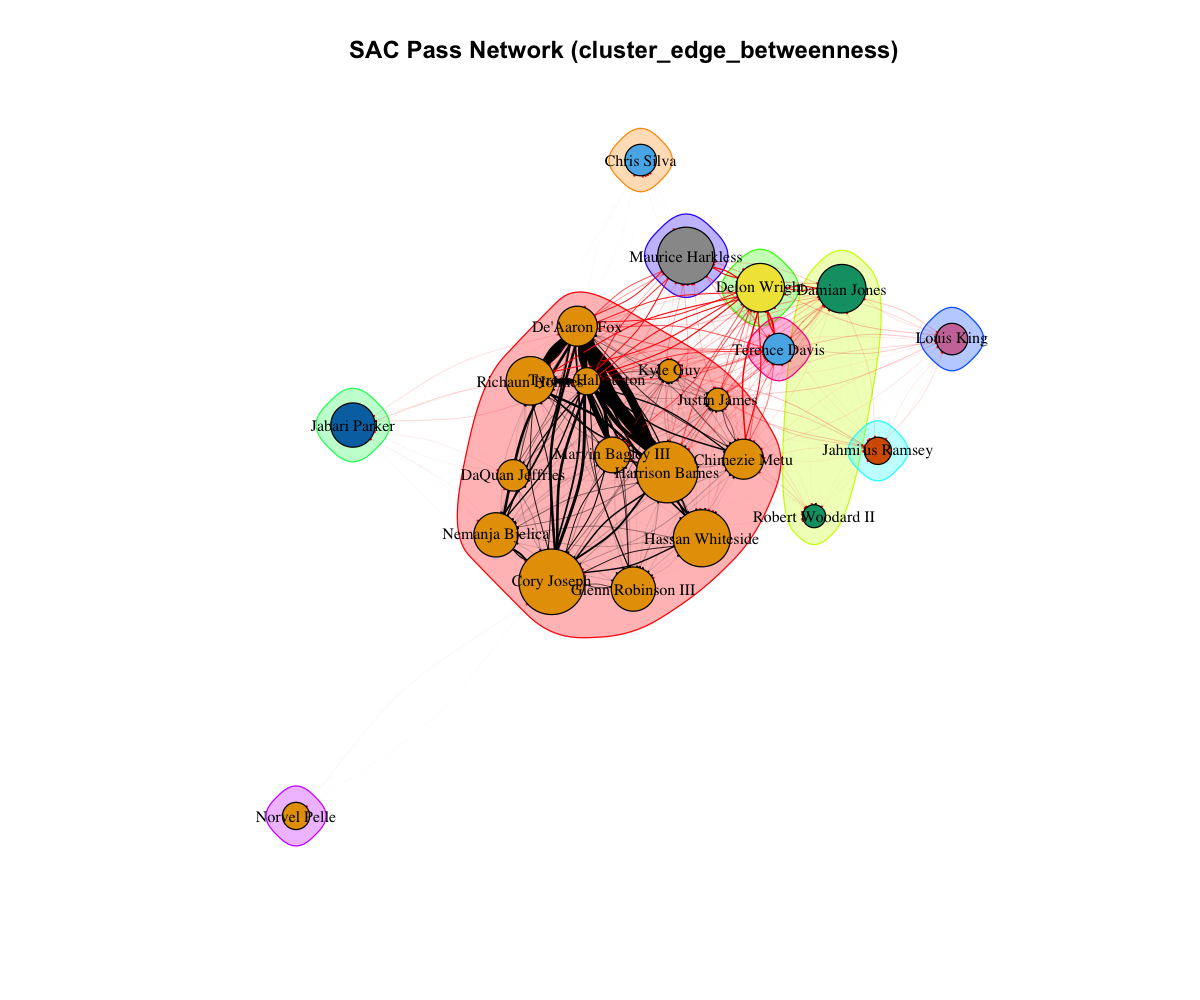 SAC Pass Network (cluster_edge_betweenness)
Chris Silva
Maurice Harkless
Delon Wright
Damian Jones
De'Aaron Fox
Louis King
Terence Davis
Kyle Guy
Richaun Holmes
Tyrese Haliburton
Justin James
Jabari Parker
Marvin Bagley III
Chimezie Metu
Jahmi'us Ramsey
DaQuan Jeffries
Harrison Barnes
Robert Woodard II
Nemanja Bjelica
Hassan Whiteside
Cory Joseph
Glenn Robinson III
Norvel Pelle